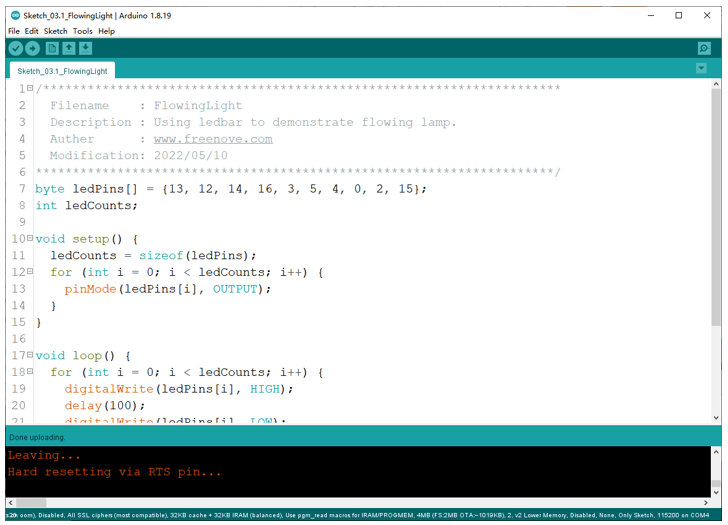 Sketch_03.1_FlowingLight | Arduino 1.8.19
File Edit Sketch Tools Help
Sketch_03.1_FlowingLight
1 /***********************************************************************
2 Filename : FlowingLight
3 Description : Using ledbar to demonstrate flowing lamp.
4 Auther : www.freenove.com
5 Modification: 2022/05/10
6 ***********************************************************************/
7 byte ledPins[] = {13, 12, 14, 16, 3, 5, 4, 0, 2, 15};
8 int ledCounts;
9
10 void setup() {
11 ledCounts = sizeof(ledPins);
12 for (int i = 0; i < ledCounts; i++) {
13 pinMode(ledPins[i], OUTPUT);
14 }
15 }
16
17 void loop() {
18 for (int i = 0; i < ledCounts; i++) {
19 digitalWrite(ledPins[i], HIGH);
20 delay(100);
21 digitalWrite(ledPins[i], LOW);
Done uploading.
Leaving...
Hard resetting via RTS pin...
oom), Disabled, All SSL ciphers (most compatible), 32KB cache + 32KB IRAM (balanced), Use pgm_read macros for IRAM/PROGMEM, 4MB (FS:2MB OTA:~1019KB), 2, v2 Lower Memory, Disabled, None, Only Sketch, 115200 on COM4